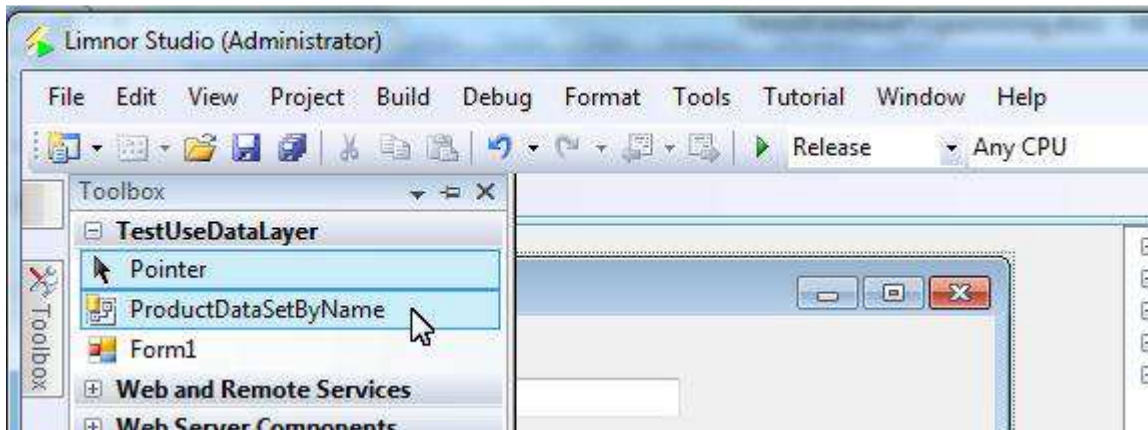 Limnor Studio (Administrator)
File Edit View Project Build Debug Format Tools Tutorial Window Help
Release Any CPU
Toolbox
TestUseDataLayer
Pointer
ProductDataSetByName
Form1
Web and Remote Services
Web Server Components
Toolbox